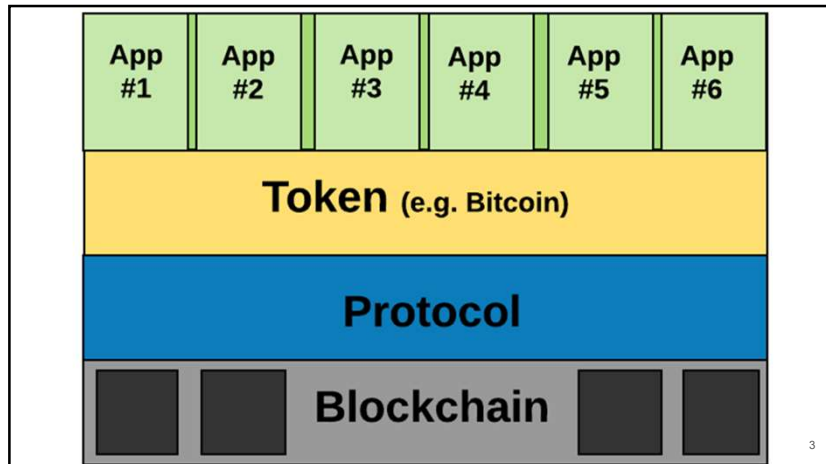 App App App App App App
#1 #2 #3 #4 #5 #6
Token (e.g. Bitcoin)
Protocol
Blockchain
3